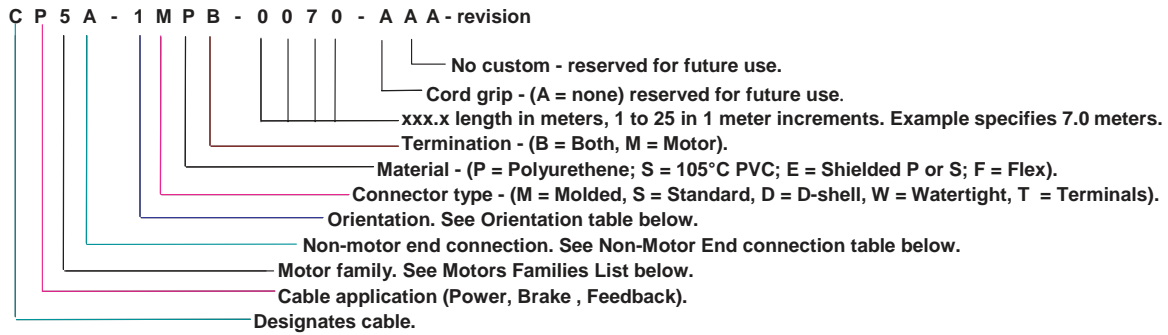 C P 5 A - 1 M P B - 0 0 7 0 - A A A - revision
No custom - reserved for future use.
Cord grip - (A = none) reserved for future use.
xxx.x length in meters, 1 to 25 in 1 meter increments. Example specifies 7.0 meters.
Termination - (B = Both, M = Motor).
Material - (P = Polyurethene; S = 105°C PVC; E = Shielded P or S; F = Flex).
Connector type - (M = Molded, S = Standard, D = D-shell, W = Watertight, T = Terminals).
Orientation. See Orientation table below.
Non-motor end connection. See Non-Motor End connection table below.
Motor family. See Motors Families List below.
Cable application (Power, Brake , Feedback).
Designates cable.